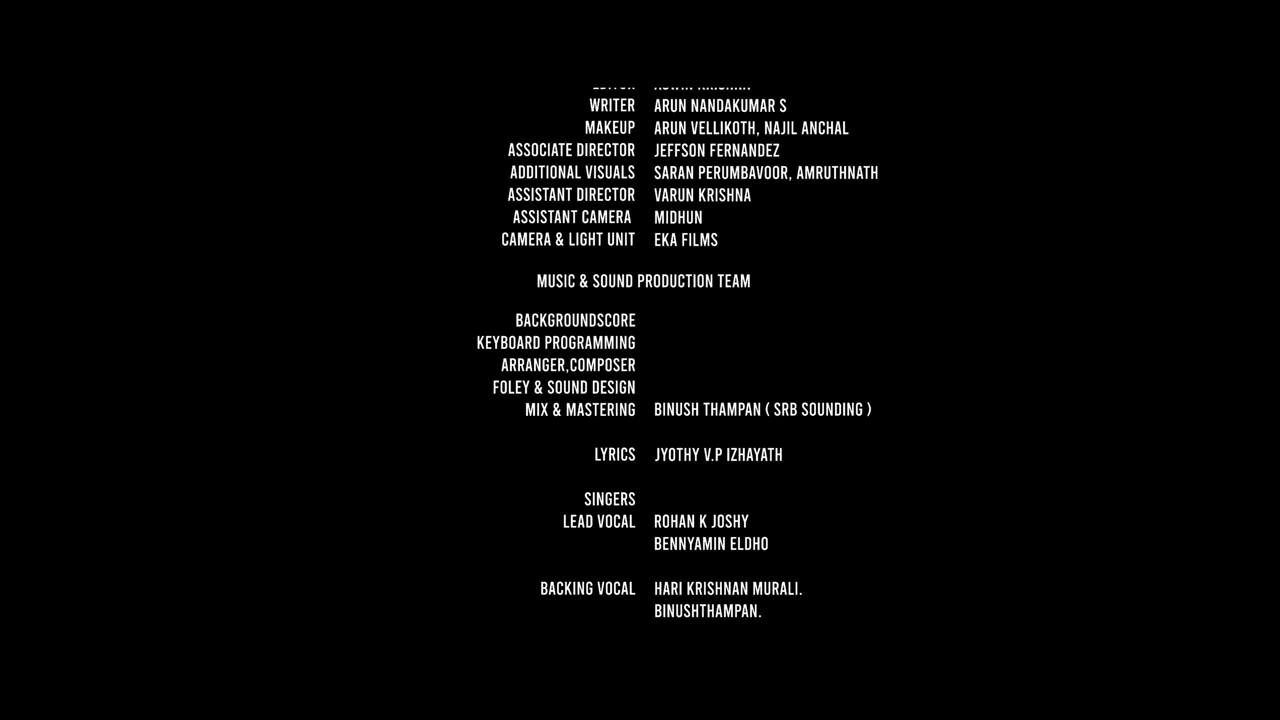 WRITER ARUN NANDAKUMAR S
MAKEUP ARUN VELLIKOTH, NAJIL ANCHAL
ASSOCIATE DIRECTOR JEFFSON FERNANDEZ
ADDITIONAL VISUALS SARAN PERUMBAVOOR, AMRUTHNATH
ASSISTANT DIRECTOR VARUN KRISHNA
ASSISTANT CAMERA MIDHUN
CAMERA & LIGHT UNIT EKA FILMS
MUSIC & SOUND PRODUCTION TEAM
BACKGROUNDSCORE
KEYBOARD PROGRAMMING
ARRANGER,COMPOSER
FOLEY & SOUND DESIGN
MIX & MASTERING BINUSH THAMPAN ( SRB SOUNDING )
LYRICS JYOTHY V.P IZHAYATH
SINGERS
LEAD VOCAL ROHAN K JOSHY
BENNYAMIN ELDHO
BACKING VOCAL HARI KRISHNAN MURALI.
BINUSHTHAMPAN.